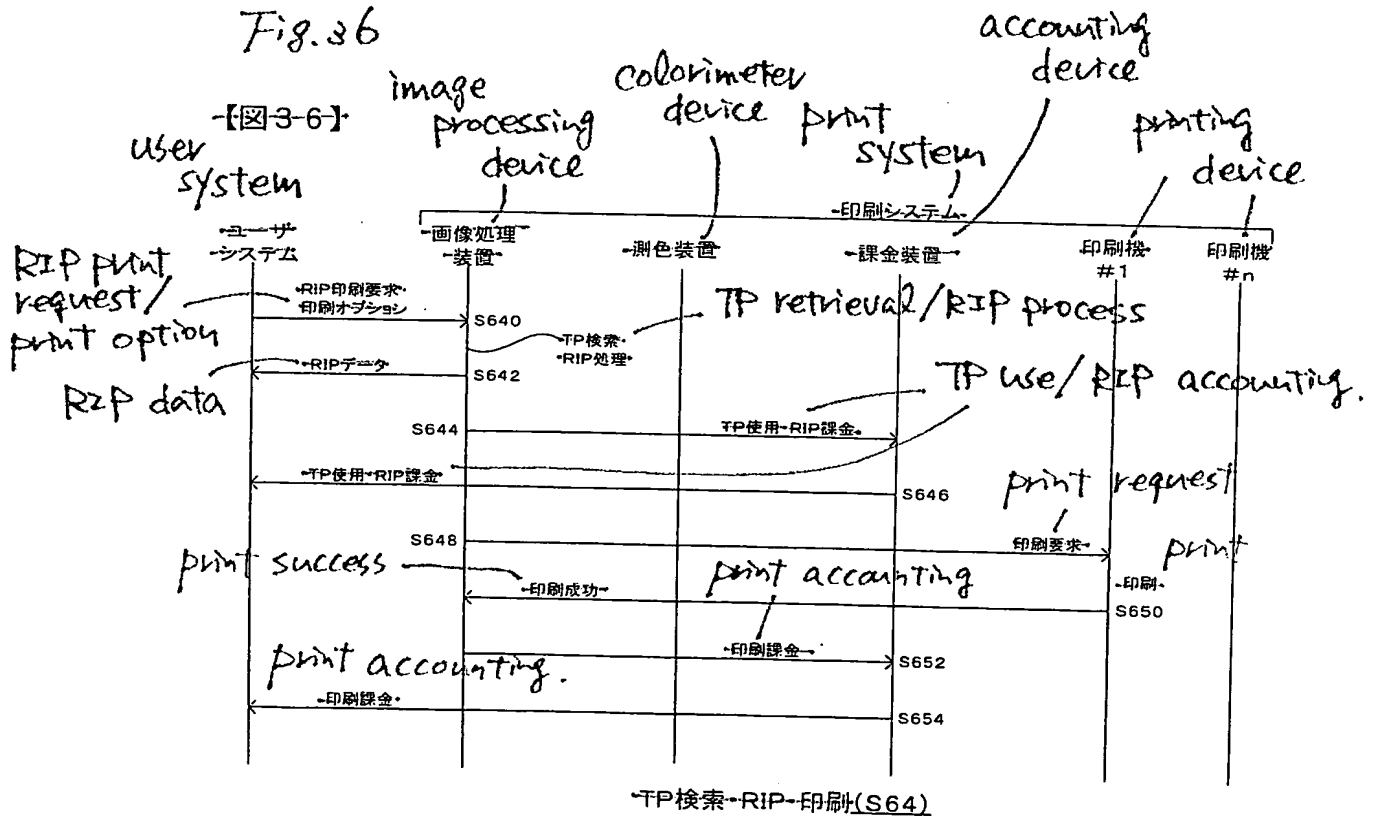 Fig. 36
accounting
device
image
processing
device
colorimeter
device
print
system
printing
device
【図36】
user
system
印刷システム
ユーザ
システム
画像処理
装置
測色装置
課金装置
印刷機
#1
印刷機
#n
RIP print
request/
print option
RIP印刷要求
印刷オプション
S640
TP retrieval/RIP process
TP検索
RIP処理
RIPデータ
S642
RIP data
TP use/RIP accounting.
S644
TP使用・RIP課金
TP使用・RIP課金
S646
print request
S648
印刷要求
print
print success
print accounting
印刷成功
印刷
S650
印刷課金
S652
print accounting.
印刷課金
S654
TP検索・RIP・印刷(S64)